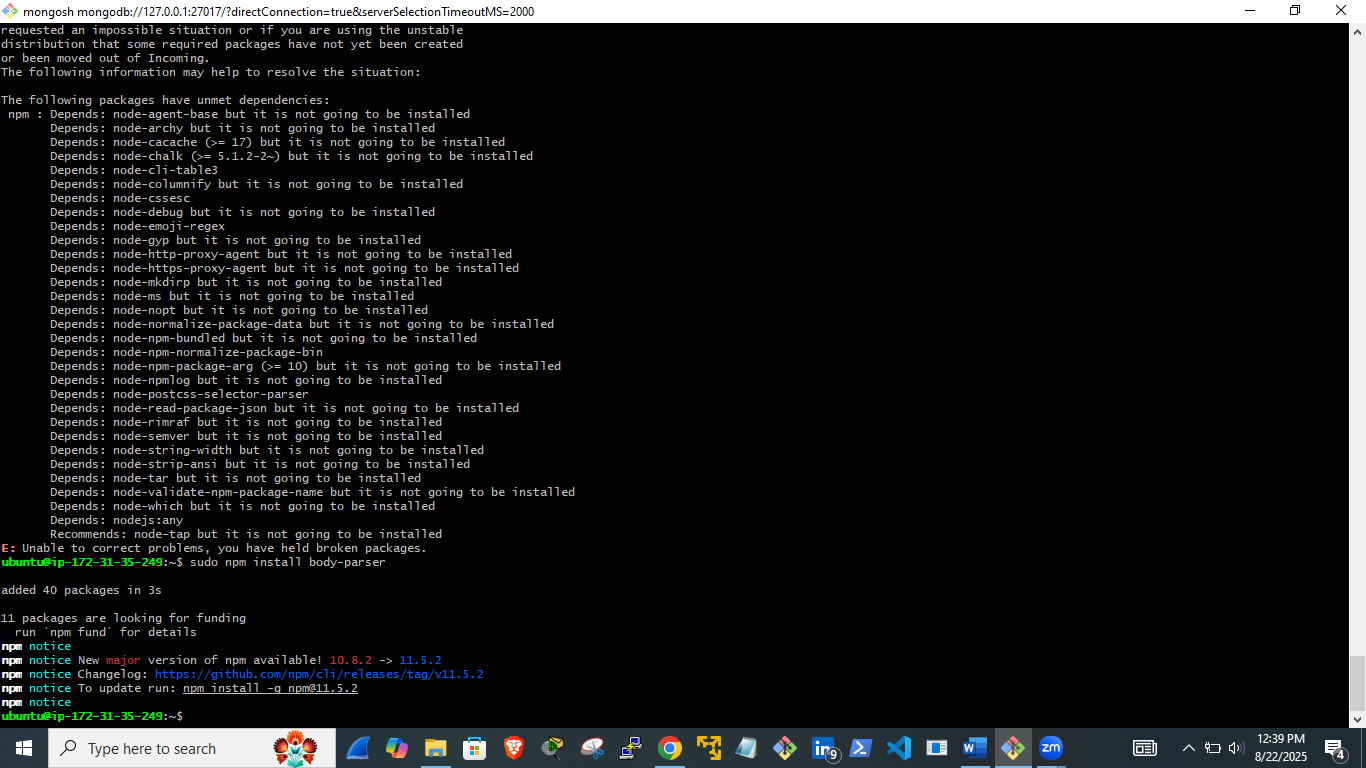 mongosh mongodb://127.0.0.1:27017/?directConnection=true&serverSelectionTimeoutMS=2000
requested an impossible situation or if you are using the unstable
distribution that some required packages have not yet been created
or been moved out of Incoming.
The following information may help to resolve the situation:
The following packages have unmet dependencies:
npm : Depends: node-agent-base but it is not going to be installed
Depends: node-archy but it is not going to be installed
Depends: node-cacache (>= 17) but it is not going to be installed
Depends: node-chalk (>= 5.1.2-2~) but it is not going to be installed
Depends: node-cli-table3
Depends: node-columnify but it is not going to be installed
Depends: node-cssesc
Depends: node-debug but it is not going to be installed
Depends: node-emoji-regex
Depends: node-gyp but it is not going to be installed
Depends: node-http-proxy-agent but it is not going to be installed
Depends: node-https-proxy-agent but it is not going to be installed
Depends: node-mkdirp but it is not going to be installed
Depends: node-ms but it is not going to be installed
Depends: node-nopt but it is not going to be installed
Depends: node-normalize-package-data but it is not going to be installed
Depends: node-npm-bundled but it is not going to be installed
Depends: node-npm-normalize-package-bin
Depends: node-npm-package-arg (>= 10) but it is not going to be installed
Depends: node-npmlog but it is not going to be installed
Depends: node-postcss-selector-parser
Depends: node-read-package-json but it is not going to be installed
Depends: node-rimraf but it is not going to be installed
Depends: node-semver but it is not going to be installed
Depends: node-string-width but it is not going to be installed
Depends: node-strip-ansi but it is not going to be installed
Depends: node-tar but it is not going to be installed
Depends: node-validate-npm-package-name but it is not going to be installed
Depends: node-which but it is not going to be installed
Depends: nodejs:any
Recommends: node-tap but it is not going to be installed
E: Unable to correct problems, you have held broken packages.
ubuntu@ip-172-31-35-249:~$ sudo npm install body-parser
added 40 packages in 3s
11 packages are looking for funding
run `npm fund` for details
npm notice
npm notice New major version of npm available! 10.8.2 -> 11.5.2
npm notice Changelog: https://github.com/npm/cli/releases/tag/v11.5.2
npm notice To update run: npm install -g npm@11.5.2
npm notice
ubuntu@ip-172-31-35-249:~$
Type here to search
in
9
W
zm
12:39 PM
8/22/2025
4